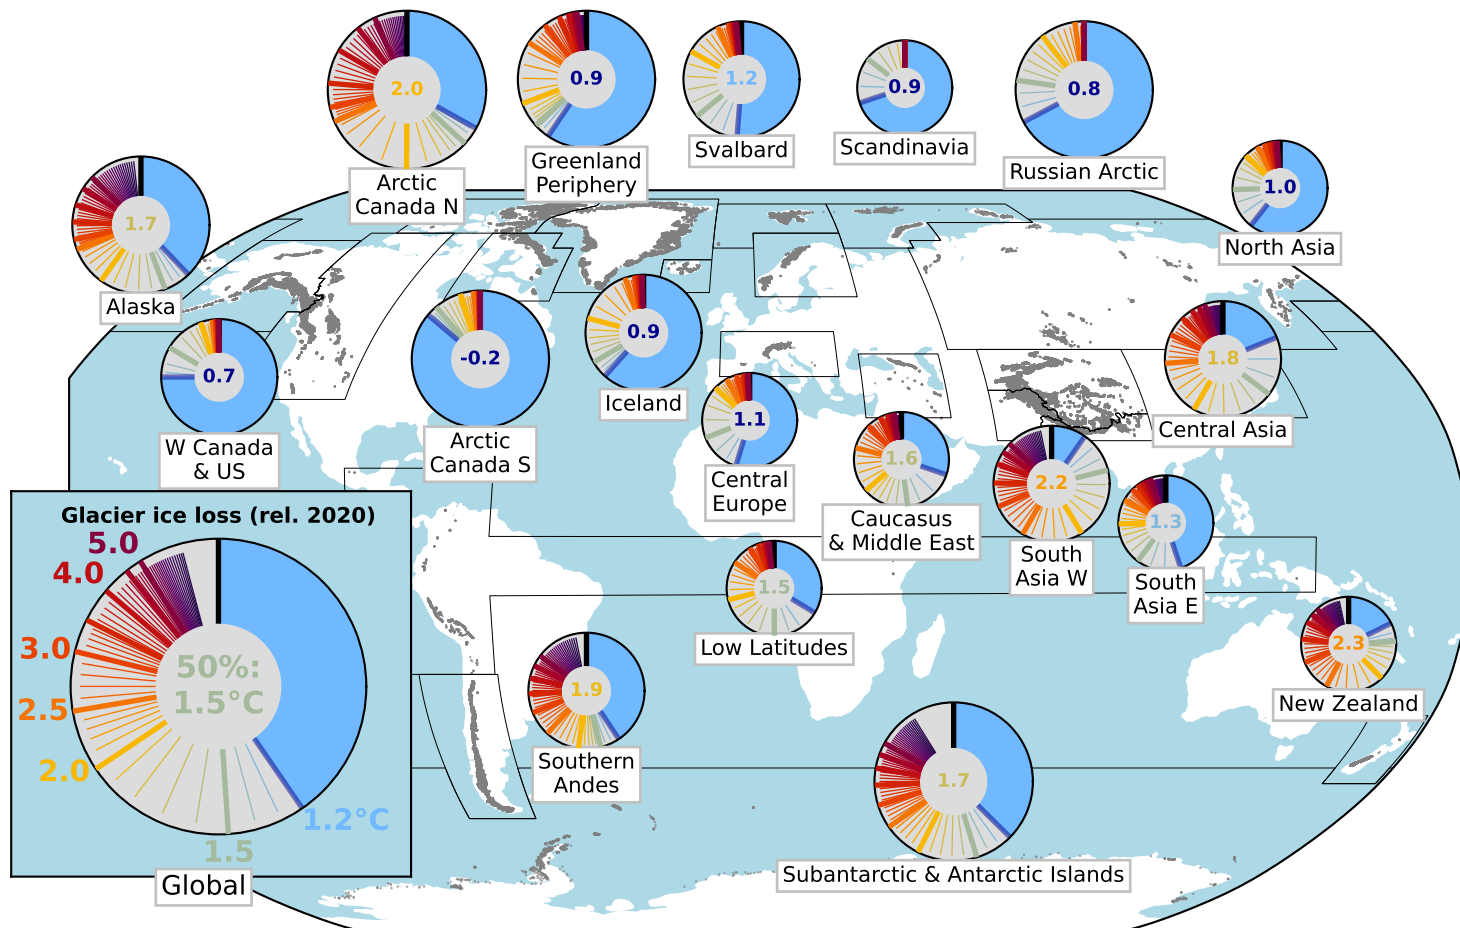 2.0
Arctic
Canada N
0.9
Greenland
Periphery
1.2
Svalbard
0.9
Scandinavia
0.8
Russian Arctic
1.0
North Asia
1.7
Alaska
0.7
W Canada
& US
-0.2
Arctic
Canada S
0.9
Iceland
1.1
Central
Europe
1.6
Caucasus
& Middle East
1.8
Central Asia
2.2
South
Asia W
1.3
South
Asia E
1.5
Low Latitudes
1.9
Southern
Andes
2.3
New Zealand
1.7
Subantarctic & Antarctic Islands
Glacier ice loss (rel. 2020)
5.0
4.0
3.0
2.5
2.0
50%:
1.5°C
1.2°C
1.5
Global